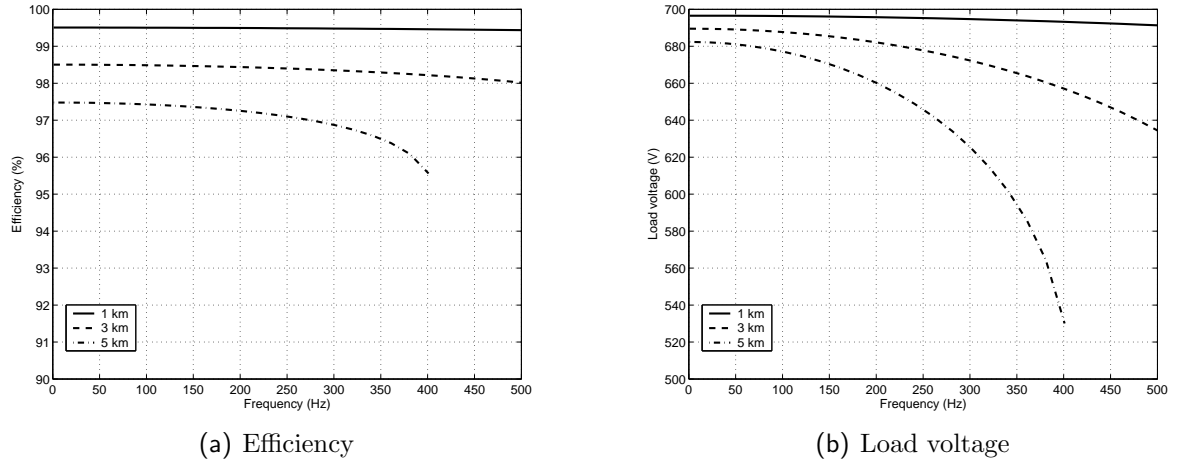 100
99
98
97
96
95
94
93
92
91
90
Efficiency (%)
1 km
3 km
5 km
0 50 100 150 200 250 300 350 400 450 500
Frequency (Hz)
(a) Efficiency
700
680
660
640
620
600
580
560
540
520
500
Load voltage (V)
1 km
3 km
5 km
0 50 100 150 200 250 300 350 400 450 500
Frequency (Hz)
(b) Load voltage